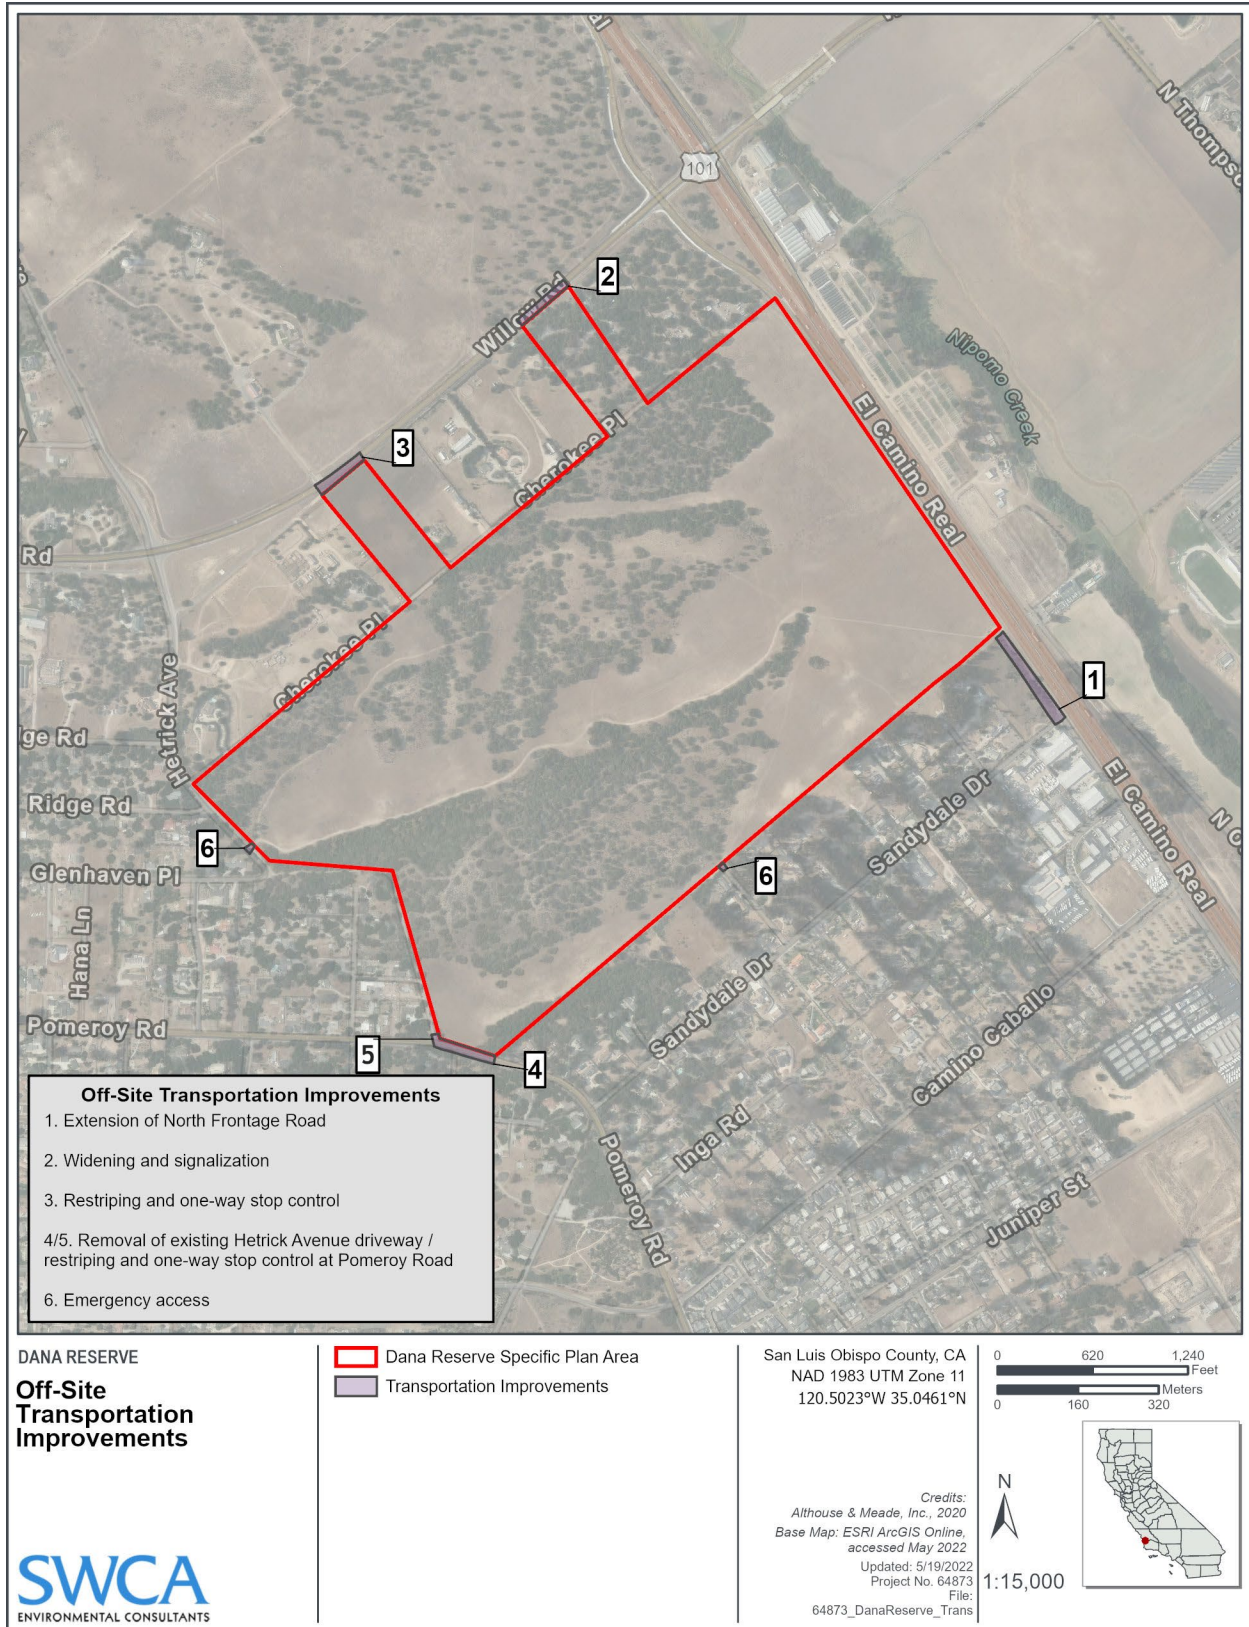 al
W
N Thompso
101
Willow Rd
2
3
Nipomo Creek
El Camino Real
Cherokee Pl
Rd
Cherokee Pl
Hetrick Ave
1
ge Rd
Ridge Rd
6
Glenhaven Pl
Sandydale Dr
El Camino Real
6
Hana Ln
Sandydale Dr
Camino Caballo
Pomeroy Rd
5
4
Inga Rd
Pomeroy Rd
Juniper St
Off-Site Transportation Improvements
1. Extension of North Frontage Road
2. Widening and signalization
3. Restriping and one-way stop control
4/5. Removal of existing Hetrick Avenue driveway /
restriping and one-way stop control at Pomeroy Road
6. Emergency access
DANA RESERVE
Off-Site
Transportation
Improvements
SWCA
ENVIRONMENTAL CONSULTANTS
Dana Reserve Specific Plan Area
Transportation Improvements
San Luis Obispo County, CA
NAD 1983 UTM Zone 11
120.5023°W 35.0461°N
Credits:
Althouse & Meade, Inc., 2020
Base Map: ESRI ArcGIS Online,
accessed May 2022
Updated: 5/19/2022
Project No. 64873
File:
64873_DanaReserve_Trans
0 620 1,240
Feet
Meters
0 160 320
N
1:15,000